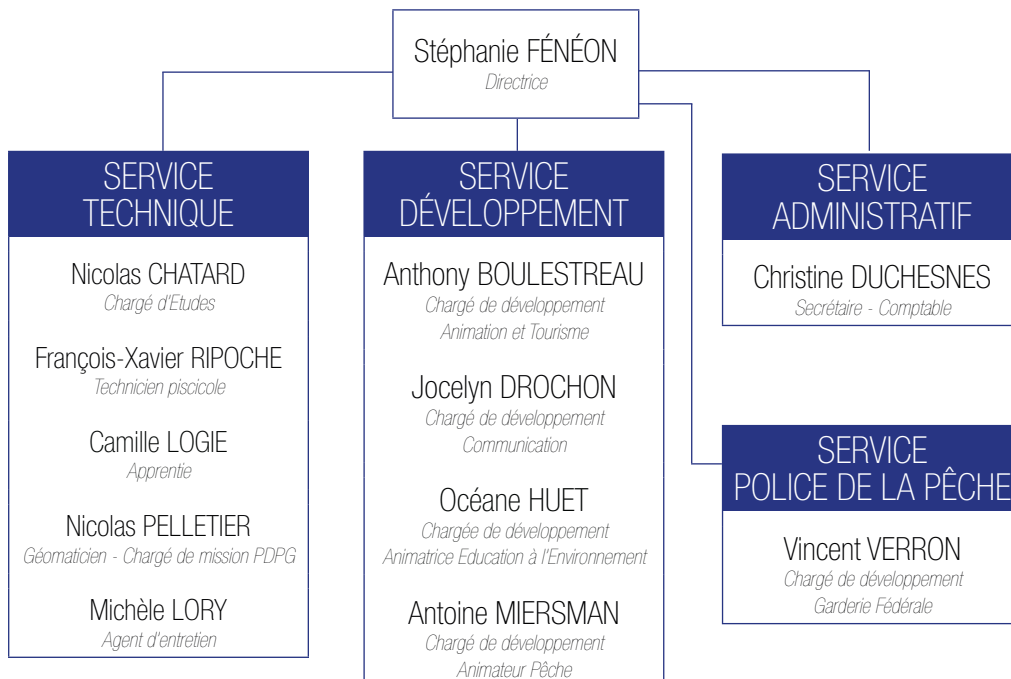 Stéphanie FÉNÉON
Directrice
SERVICE
TECHNIQUE
Nicolas CHATARD
Chargé d'Etudes
François-Xavier RIPOCHE
Technicien piscicole
Camille LOGIE
Apprentie
Nicolas PELLETIER
Géomaticien - Chargé de mission PDPG
Michèle LORY
Agent d'entretien
SERVICE
DÉVELOPPEMENT
Anthony BOULESTREAU
Chargé de développement
Animation et Tourisme
Jocelyn DROCHON
Chargé de développement
Communication
Océane HUET
Chargée de développement
Animatrice Education à l'Environnement
Antoine MIERSMAN
Chargé de développement
Animateur Pêche
SERVICE
ADMINISTRATIF
Christine DUCHESNES
Secrétaire - Comptable
SERVICE
POLICE DE LA PÊCHE
Vincent VERRON
Chargé de développement
Garderie Fédérale